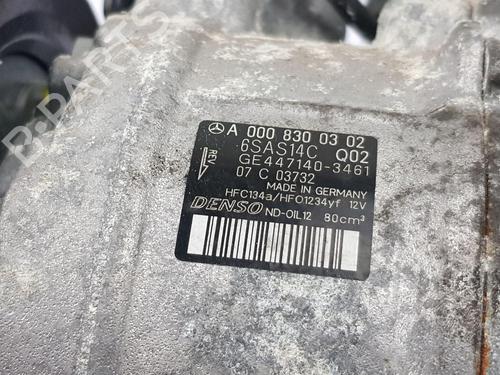 B-PARTS
A 000 830 03 02
6SAS14C Q02
GE447140-3461
07 C 03732
REV
MADE IN GERMANY
HFC134a/HFO1234yf 12V
DENSO ND-OIL12 80cm³